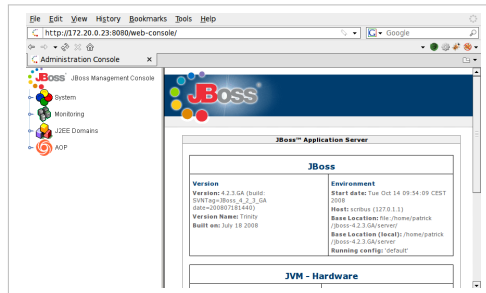 File Edit View History Bookmarks Tools Help
http://172.20.0.23:8080/web-console/
Google
Administration Console
JBoss JBoss Management Console
System
Monitoring
J2EE Domains
AOP
JBoss
JBoss™ Application Server
JBoss
Version
Version: 4.2.3.GA (build:
SVNTag=JBoss_4_2_3_GA
date=200807181440)
Version Name: Trinity
Built on: July 18 2008
Environment
Start date: Tue Oct 14 09:54:09 CEST
2008
Host: scribus (127.0.1.1)
Base Location: file:/home/patrick
/jboss-4.2.3.GA/server/
Base Location (local): /home/patrick
/jboss-4.2.3.GA/server
Running config: 'default'
JVM - Hardware